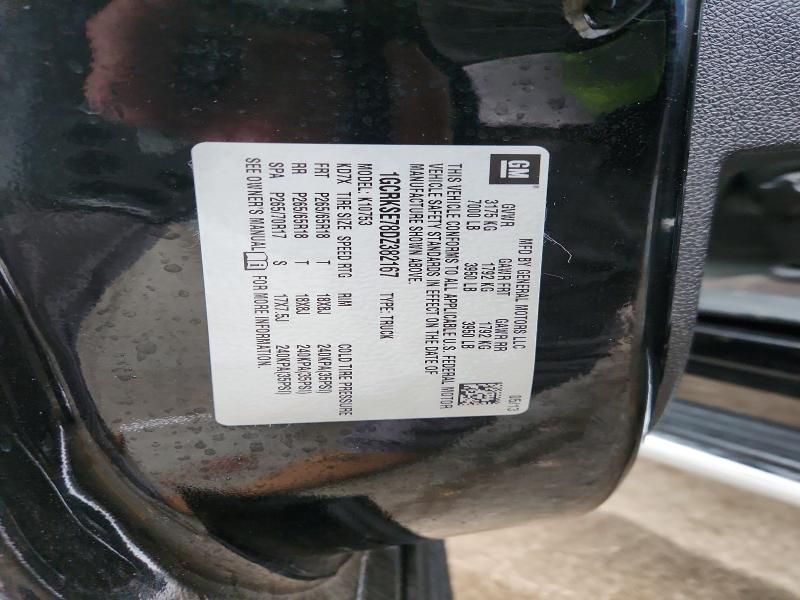 GM
MFD BY GENERAL MOTORS LLC 06/13
GVWR GAWR FRT GAWR RR
3175 KG 1792 KG 1792 KG
7000 LB 3950 LB 3950 LB
THIS VEHICLE CONFORMS TO ALL APPLICABLE U.S. FEDERAL MOTOR
VEHICLE SAFETY STANDARDS IN EFFECT ON THE DATE OF
MANUFACTURE SHOWN ABOVE.
1GCRKSE78DZ382167 TYPE: TRUCK
MODEL: K10753
KD7X TIRE SIZE SPEED RTG RIM COLD TIRE PRESSURE
FRT P265/65R18 T 18X8J 240KPA(35PSI)
RR P265/65R18 T 18X8J 240KPA(35PSI)
SPA P265/70R17 S 17X7.5J 240KPA(35PSI)
SEE OWNER'S MANUAL i FOR MORE INFORMATION.